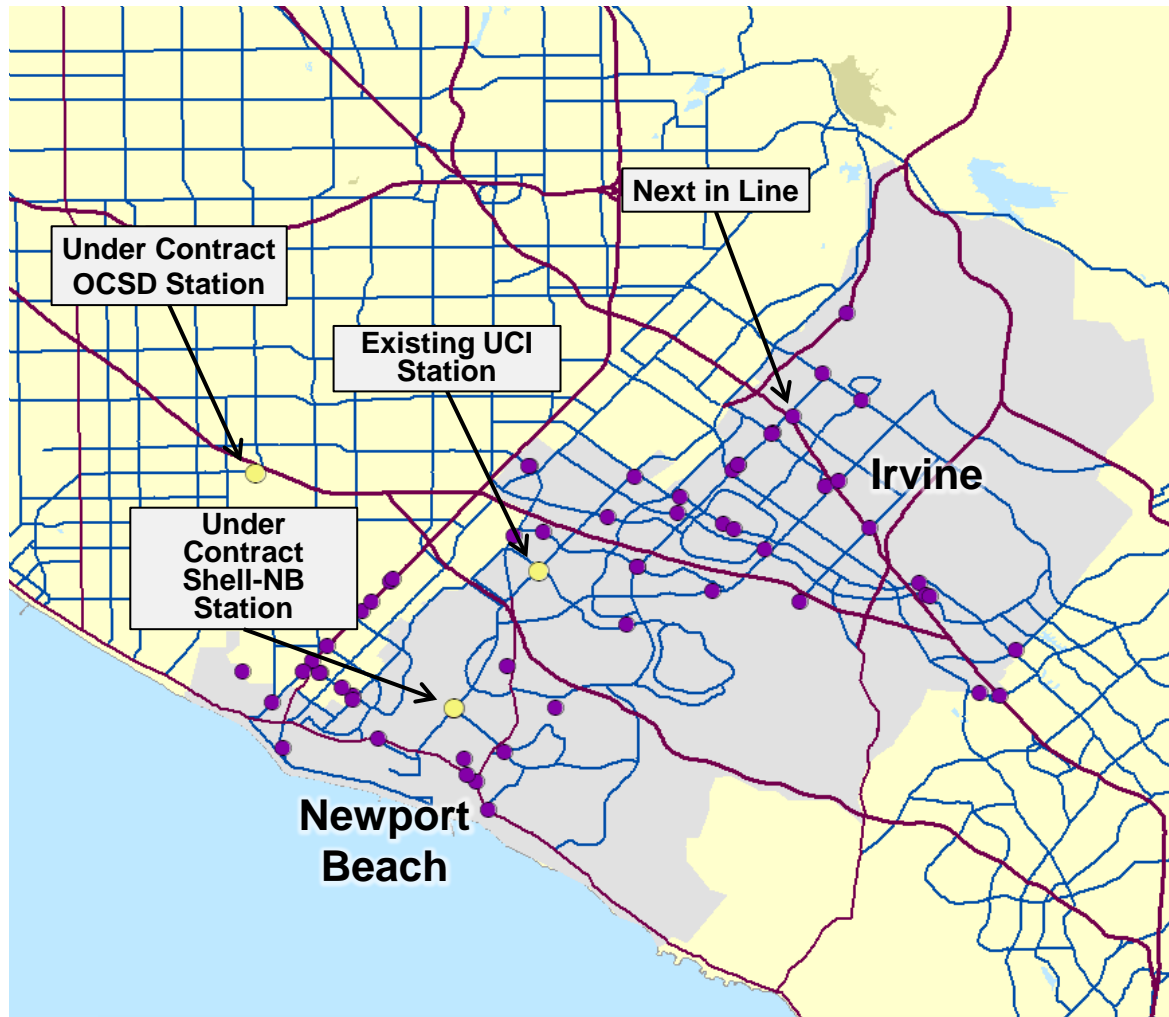 Next in Line
Under Contract
OCSD Station
Existing UCI
Station
Irvine
Under
Contract
Shell-NB
Station
Newport
Beach